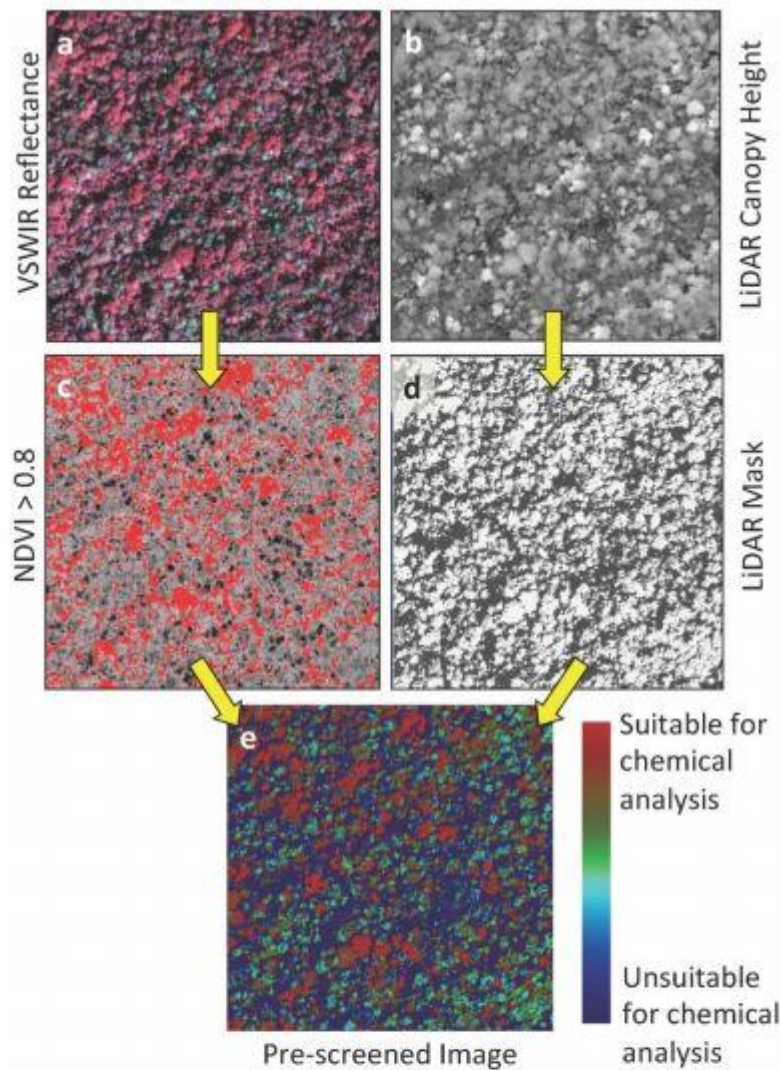 a
b
VSWIR Reflectance
LiDAR Canopy Height
c
d
NDVI > 0.8
LiDAR Mask
e
Suitable for
chemical
analysis
Unsuitable
for chemical
analysis
Pre-screened Image